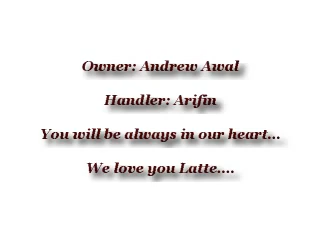 Owner: Andrew Awal
Handler: Arifin
You will be always in our heart...
We love you Latte....